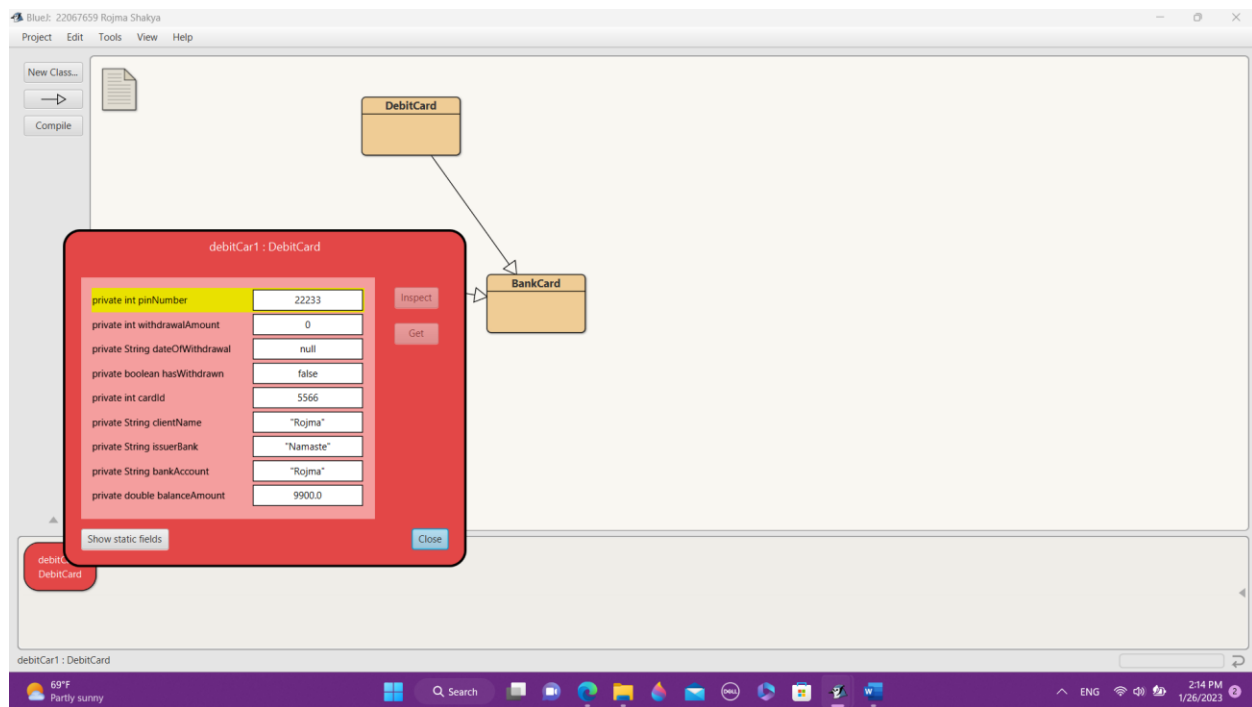 BlueJ: 22067659 Rojma Shakya
Project Edit Tools View Help
New Class...
Compile
DebitCard
BankCard
debitCar1 : DebitCard
private int pinNumber 22233
private int withdrawalAmount 0
private String dateOfWithdrawal null
private boolean hasWithdrawn false
private int cardId 5566
private String clientName "Rojma"
private String issuerBank "Namaste"
private String bankAccount "Rojma"
private double balanceAmount 9900.0
Inspect
Get
Show static fields
Close
debitC
DebitCard
debitCar1 : DebitCard
69°F
Partly sunny
Search
DELL
W
ENG
2:14 PM
1/26/2023
2